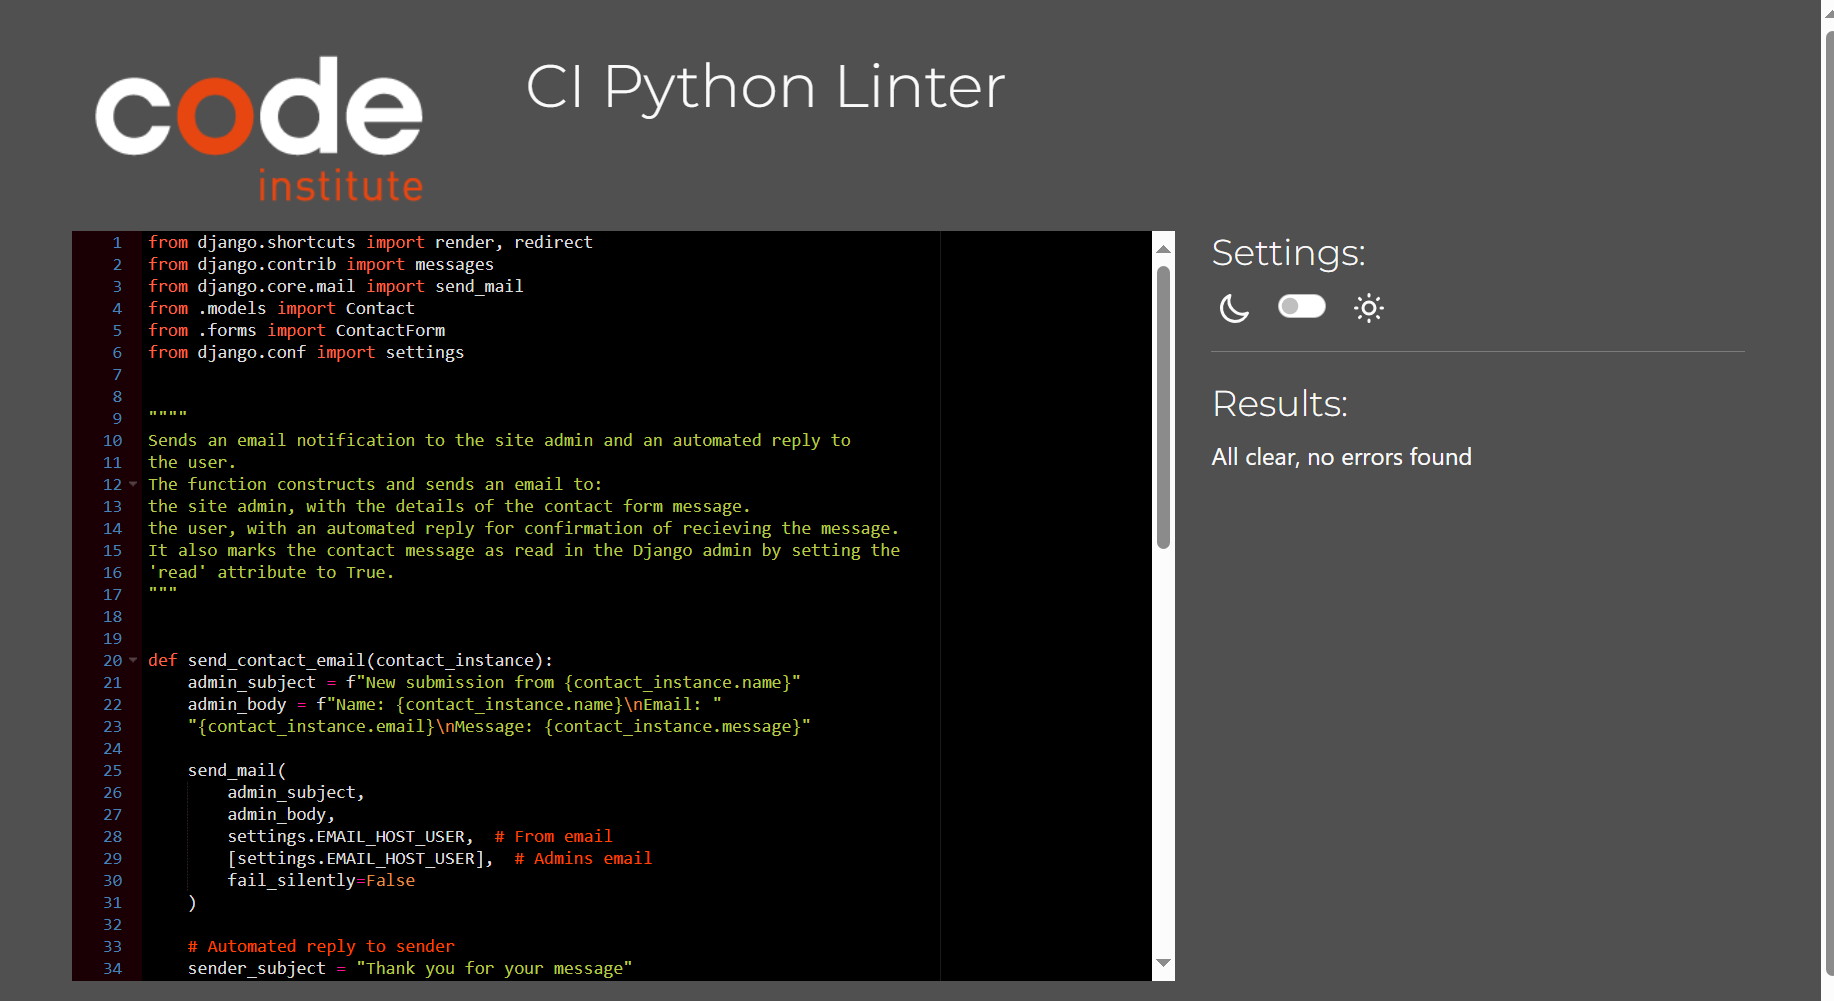 code
institute
CI Python Linter
1 from django.shortcuts import render, redirect
2 from django.contrib import messages
3 from django.core.mail import send_mail
4 from .models import Contact
5 from .forms import ContactForm
6 from django.conf import settings
7
8
9 """"
10 Sends an email notification to the site admin and an automated reply to
11 the user.
12 The function constructs and sends an email to:
13 the site admin, with the details of the contact form message.
14 the user, with an automated reply for confirmation of recieving the message.
15 It also marks the contact message as read in the Django admin by setting the
16 'read' attribute to True.
17 """
18
19
20 def send_contact_email(contact_instance):
21     admin_subject = f"New submission from {contact_instance.name}"
22     admin_body = f"Name: {contact_instance.name}\nEmail: "
23     "{contact_instance.email}\nMessage: {contact_instance.message}"
24
25     send_mail(
26         admin_subject,
27         admin_body,
28         settings.EMAIL_HOST_USER,  # From email
29         [settings.EMAIL_HOST_USER],  # Admins email
30         fail_silently=False
31     )
32
33     # Automated reply to sender
34     sender_subject = "Thank you for your message"
Settings:
Results:
All clear, no errors found